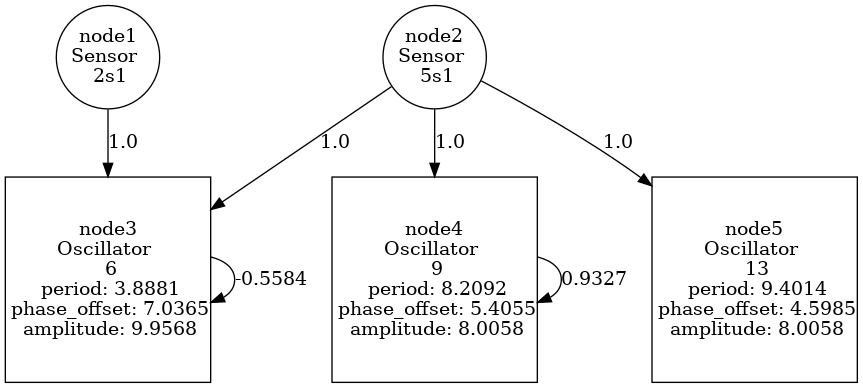 node1
Sensor
2s1
node2
Sensor
5s1
1.0
1.0
1.0
1.0
node3
Oscillator
6
period: 3.8881
phase_offset: 7.0365
amplitude: 9.9568
-0.5584
node4
Oscillator
9
period: 8.2092
phase_offset: 5.4055
amplitude: 8.0058
0.9327
node5
Oscillator
13
period: 9.4014
phase_offset: 4.5985
amplitude: 8.0058